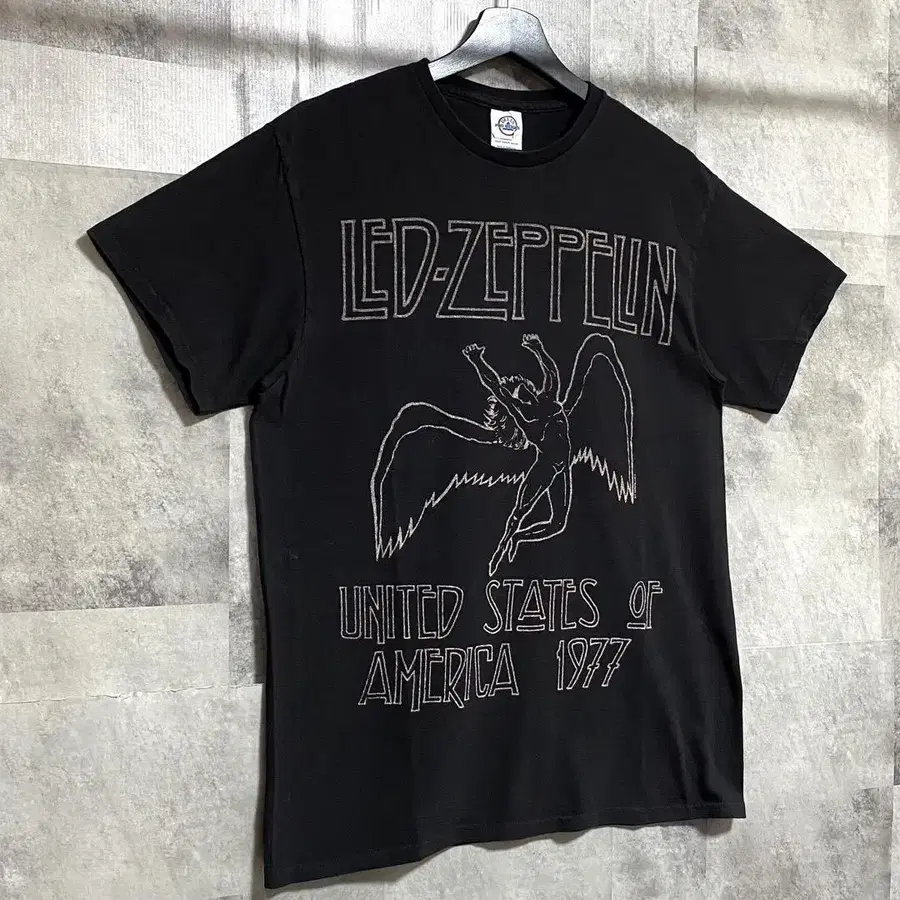 LED-ZEPPELIN
UNITED STATES OF
AMERICA 1977